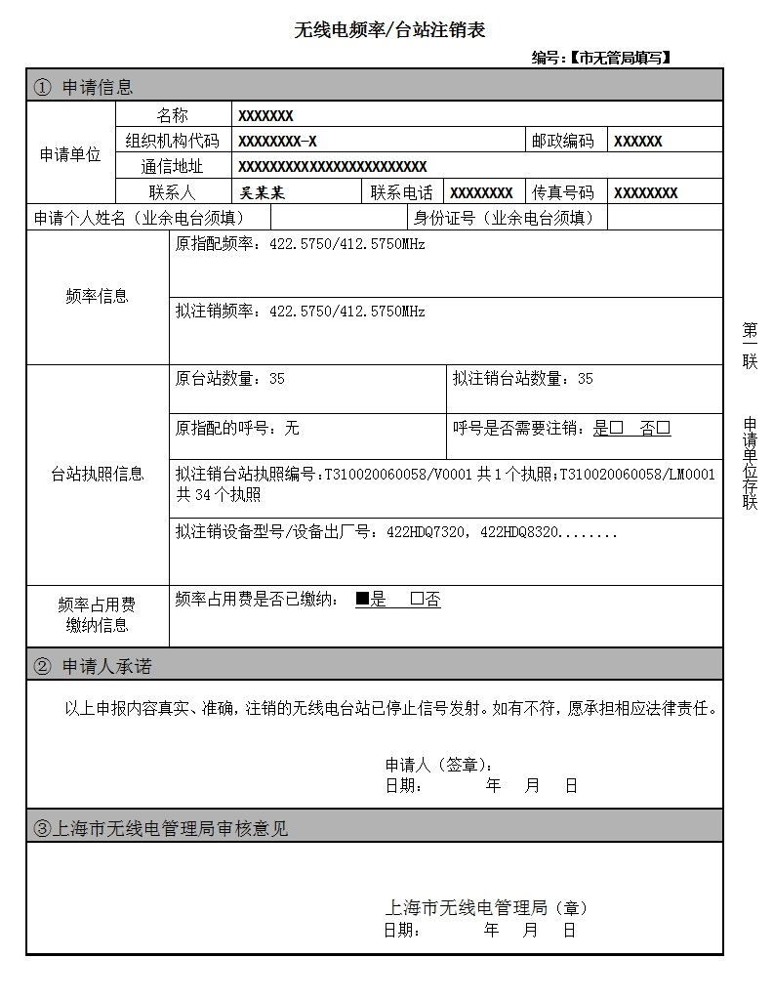 无线电频率/台站注销表
编号：【市无管局填写】
① 申请信息
申请单位
名称 XXXXXXX
组织机构代码 XXXXXXXX-X 邮政编码 XXXXXX
通信地址 XXXXXXXXXXXXXXXXXXXXXXXX
联系人 吴某某 联系电话 XXXXXXXX 传真号码 XXXXXXXX
申请个人姓名（业余电台须填） 身份证号（业余电台须填）
频率信息
原指配频率：422.5750/412.5750MHz
拟注销频率：422.5750/412.5750MHz
台站执照信息
原台站数量：35 拟注销台站数量：35
原指配的呼号：无 呼号是否需要注销：是□ 否□
拟注销台站执照编号：T310020060058/V0001 共 1 个执照；T310020060058/LM0001
共 34 个执照
拟注销设备型号/设备出厂号：422HDQ7320，422HDQ8320........
频率占用费
缴纳信息
频率占用费是否已缴纳： ■是 □否
② 申请人承诺
以上申报内容真实、准确，注销的无线电台站已停止信号发射。如有不符，愿承担相应法律责任。
申请人（签章）：
日期： 年 月 日
③上海市无线电管理局审核意见
上海市无线电管理局（章）
日期： 年 月 日
第一联 申请单位存联